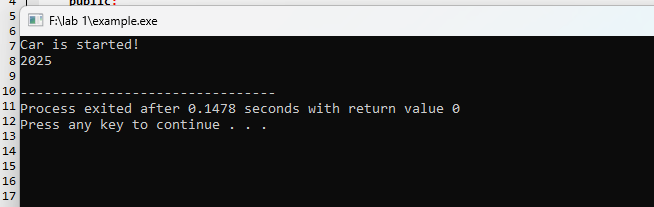 4 public:
5
F:\lab 1\example.exe
6
7 Car is started!
8 2025
9
10 --------------------------------
11 Process exited after 0.1478 seconds with return value 0
12 Press any key to continue . . .
13
14
15
16
17